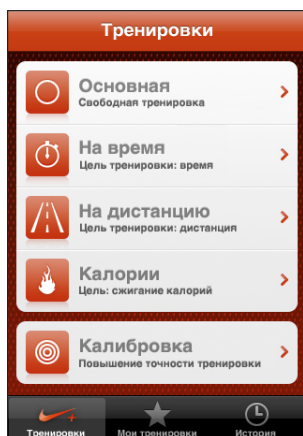 Тренировки
Основная
Свободная тренировка
На время
Цель тренировки: время
На дистанцию
Цель тренировки: дистанция
Калории
Цель: сжигание калорий
Калибровка
Повышение точности тренировки
Тренировки Мои тренировки История